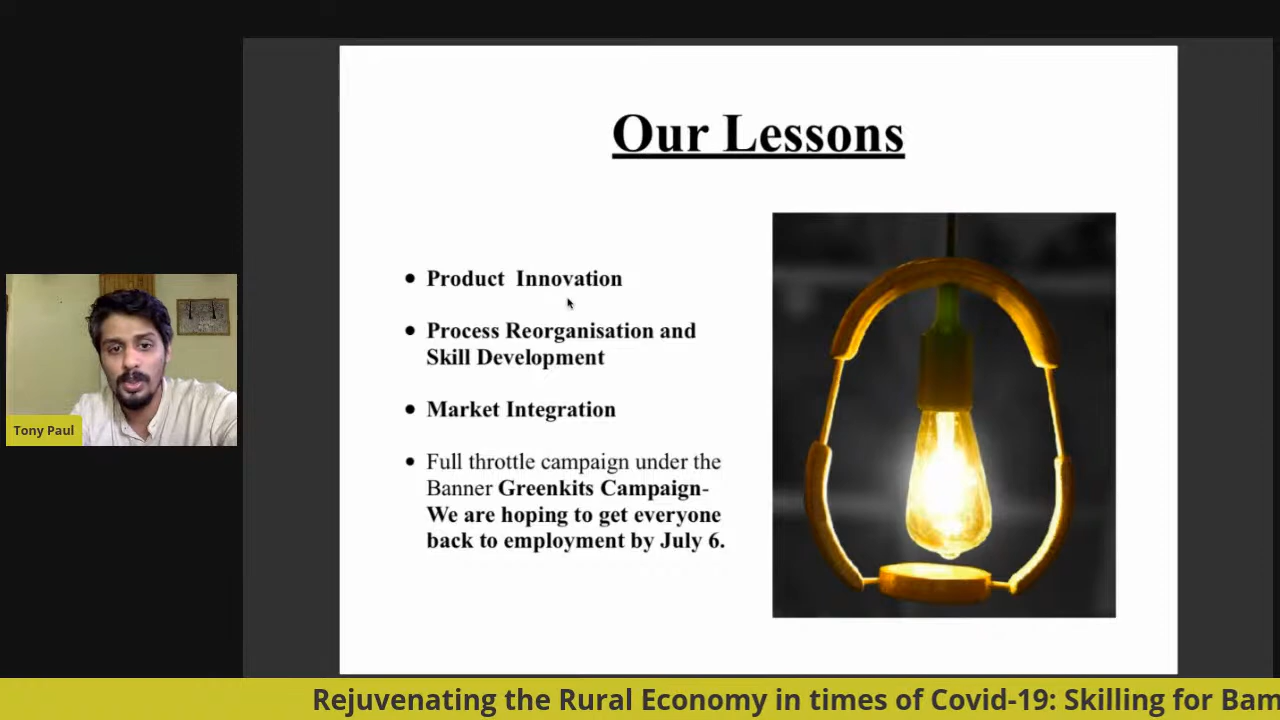 Our Lessons
• Product Innovation
• Process Reorganisation and
Skill Development
• Market Integration
• Full throttle campaign under the
Banner Greenkits Campaign-
We are hoping to get everyone
back to employment by July 6.
Tony Paul
Rejuvenating the Rural Economy in times of Covid-19: Skilling for Bam